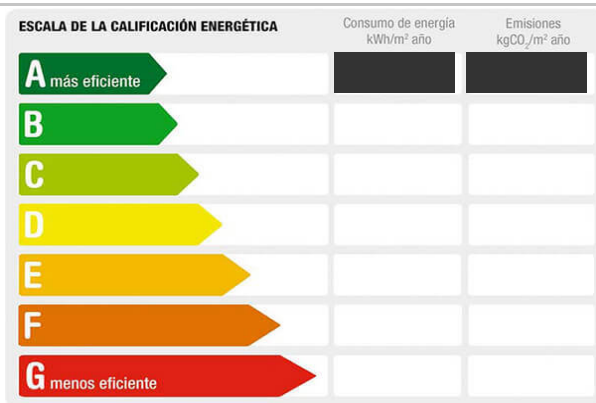 ESCALA DE LA CALIFICACIÓN ENERGÉTICA
Consumo de energía
kWh/m² año
Emisiones
kgCO₂/m² año
A más eficiente
B
C
D
E
F
G menos eficiente